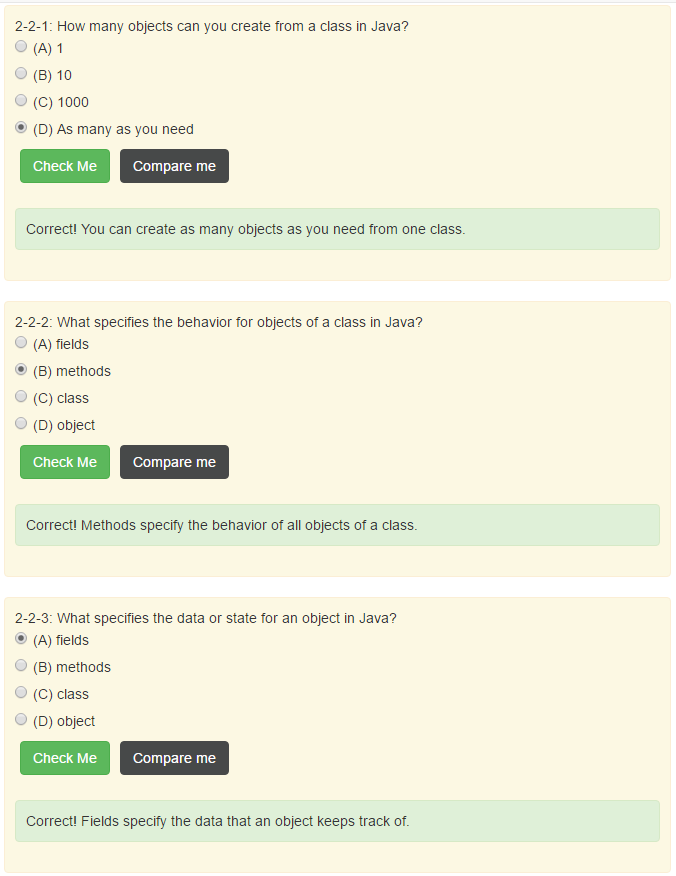 2-2-1: How many objects can you create from a class in Java?
(A) 1
(B) 10
(C) 1000
(D) As many as you need
Check Me Compare me
Correct! You can create as many objects as you need from one class.
2-2-2: What specifies the behavior for objects of a class in Java?
(A) fields
(B) methods
(C) class
(D) object
Check Me Compare me
Correct! Methods specify the behavior of all objects of a class.
2-2-3: What specifies the data or state for an object in Java?
(A) fields
(B) methods
(C) class
(D) object
Check Me Compare me
Correct! Fields specify the data that an object keeps track of.